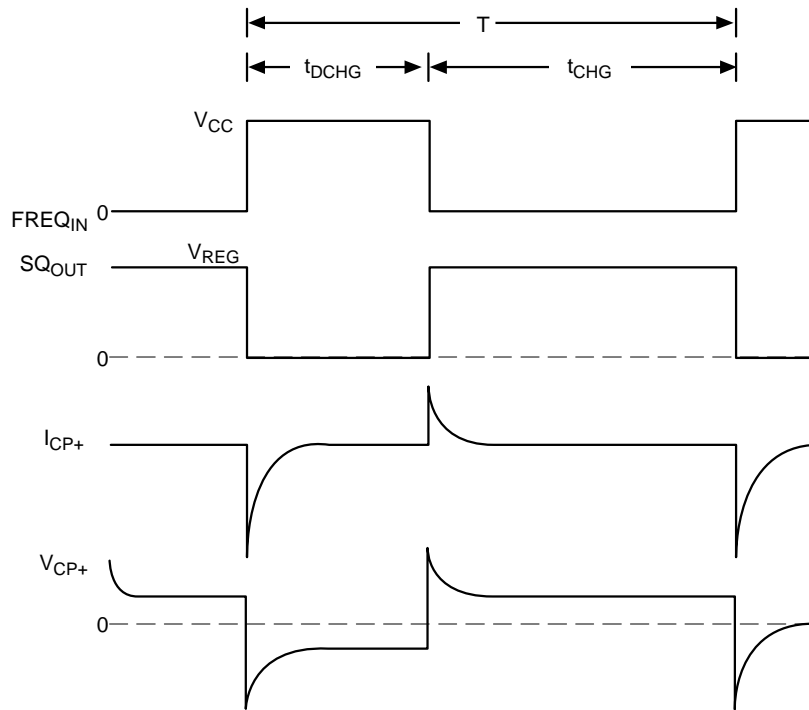 T
tDCHG tCHG
VCC
0
FREQIN
VREG
SQOUT
0
ICP+
VCP+
0